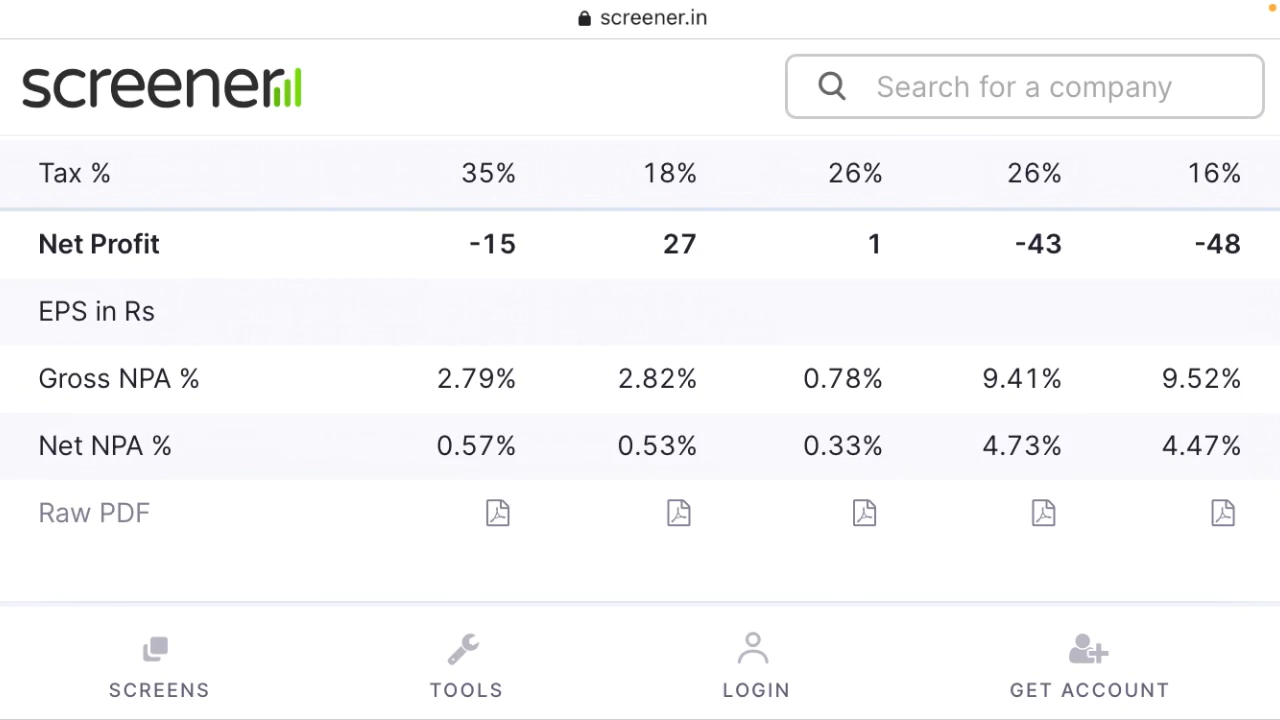 screener.in
screener
Search for a company
Tax % 35% 18% 26% 26% 16%
Net Profit -15 27 1 -43 -48
EPS in Rs
Gross NPA % 2.79% 2.82% 0.78% 9.41% 9.52%
Net NPA % 0.57% 0.53% 0.33% 4.73% 4.47%
Raw PDF
SCREENS TOOLS LOGIN GET ACCOUNT